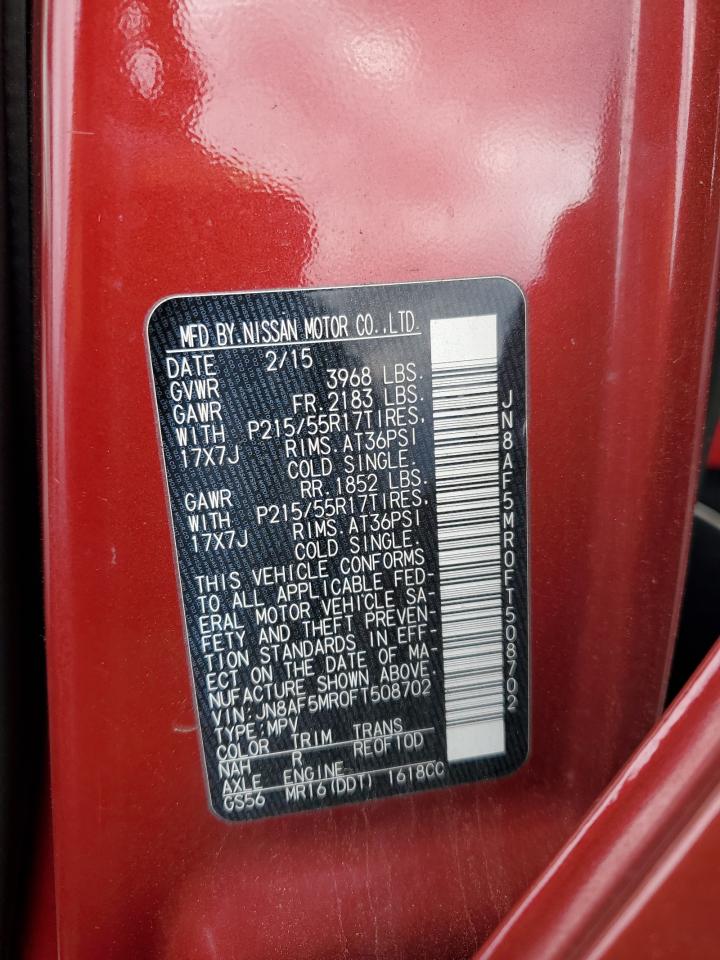 MFD BY.NISSAN MOTOR CO.,LTD.
DATE 2/15
GVWR 3968 LBS.
GAWR FR.2183 LBS.
WITH P215/55R17TIRES.
17X7J RIMS.AT36PSI
COLD SINGLE.
GAWR RR.1852 LBS.
WITH P215/55R17TIRES.
17X7J RIMS.AT36PSI
COLD SINGLE.
THIS VEHICLE CONFORMS
TO ALL APPLICABLE FED-
ERAL MOTOR VEHICLE SA-
FETY AND THEFT PREVEN-
TION STANDARDS IN EFF-
ECT ON THE DATE OF MA-
NUFACTURE SHOWN ABOVE.
VIN:JN8AF5MR0FT508702
TYPE:MPV
COLOR TRIM TRANS
NAH R RE0F10D
AXLE ENGINE
GS56 MR16(DDT) 1618CC
JN8AF5MR0FT508702